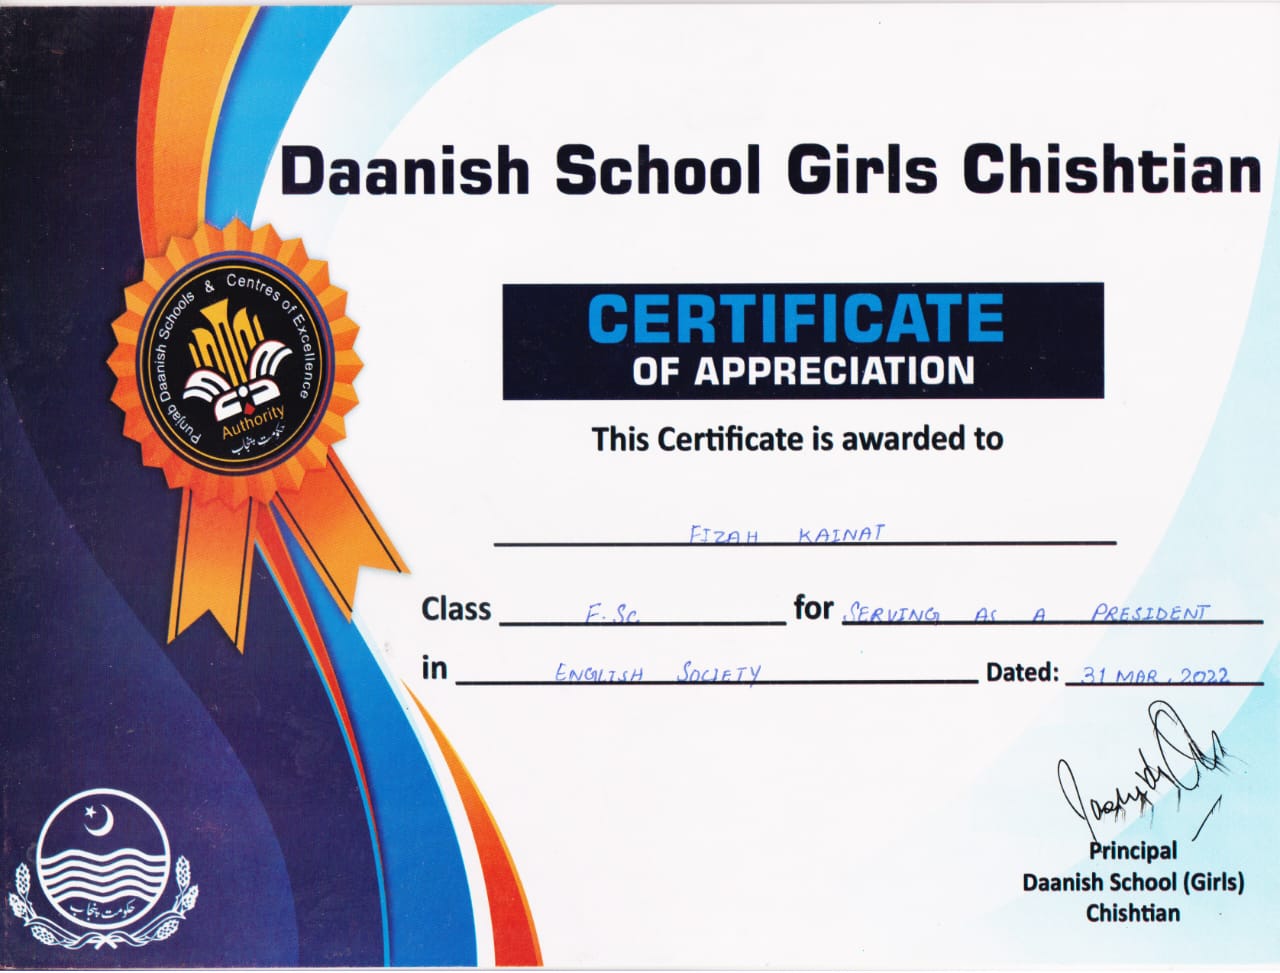 Daanish School Girls Chishtian
Punjab Daanish Schools & Centres of Excellence
Authority
حکومت پنجاب
CERTIFICATE
OF APPRECIATION
This Certificate is awarded to
FIZAH KAINAT
Class F.Sc. for SERVING AS A PRESIDENT
in ENGLISH SOCIETY Dated: 31 MAR, 2022
Principal
Daanish School (Girls)
Chishtian
حکومت پنجاب